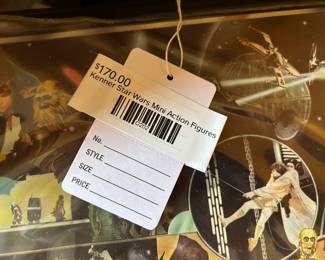 $170.00
Kenner Star Wars Mini Action Figures
No.
STYLE
SIZE
PRICE